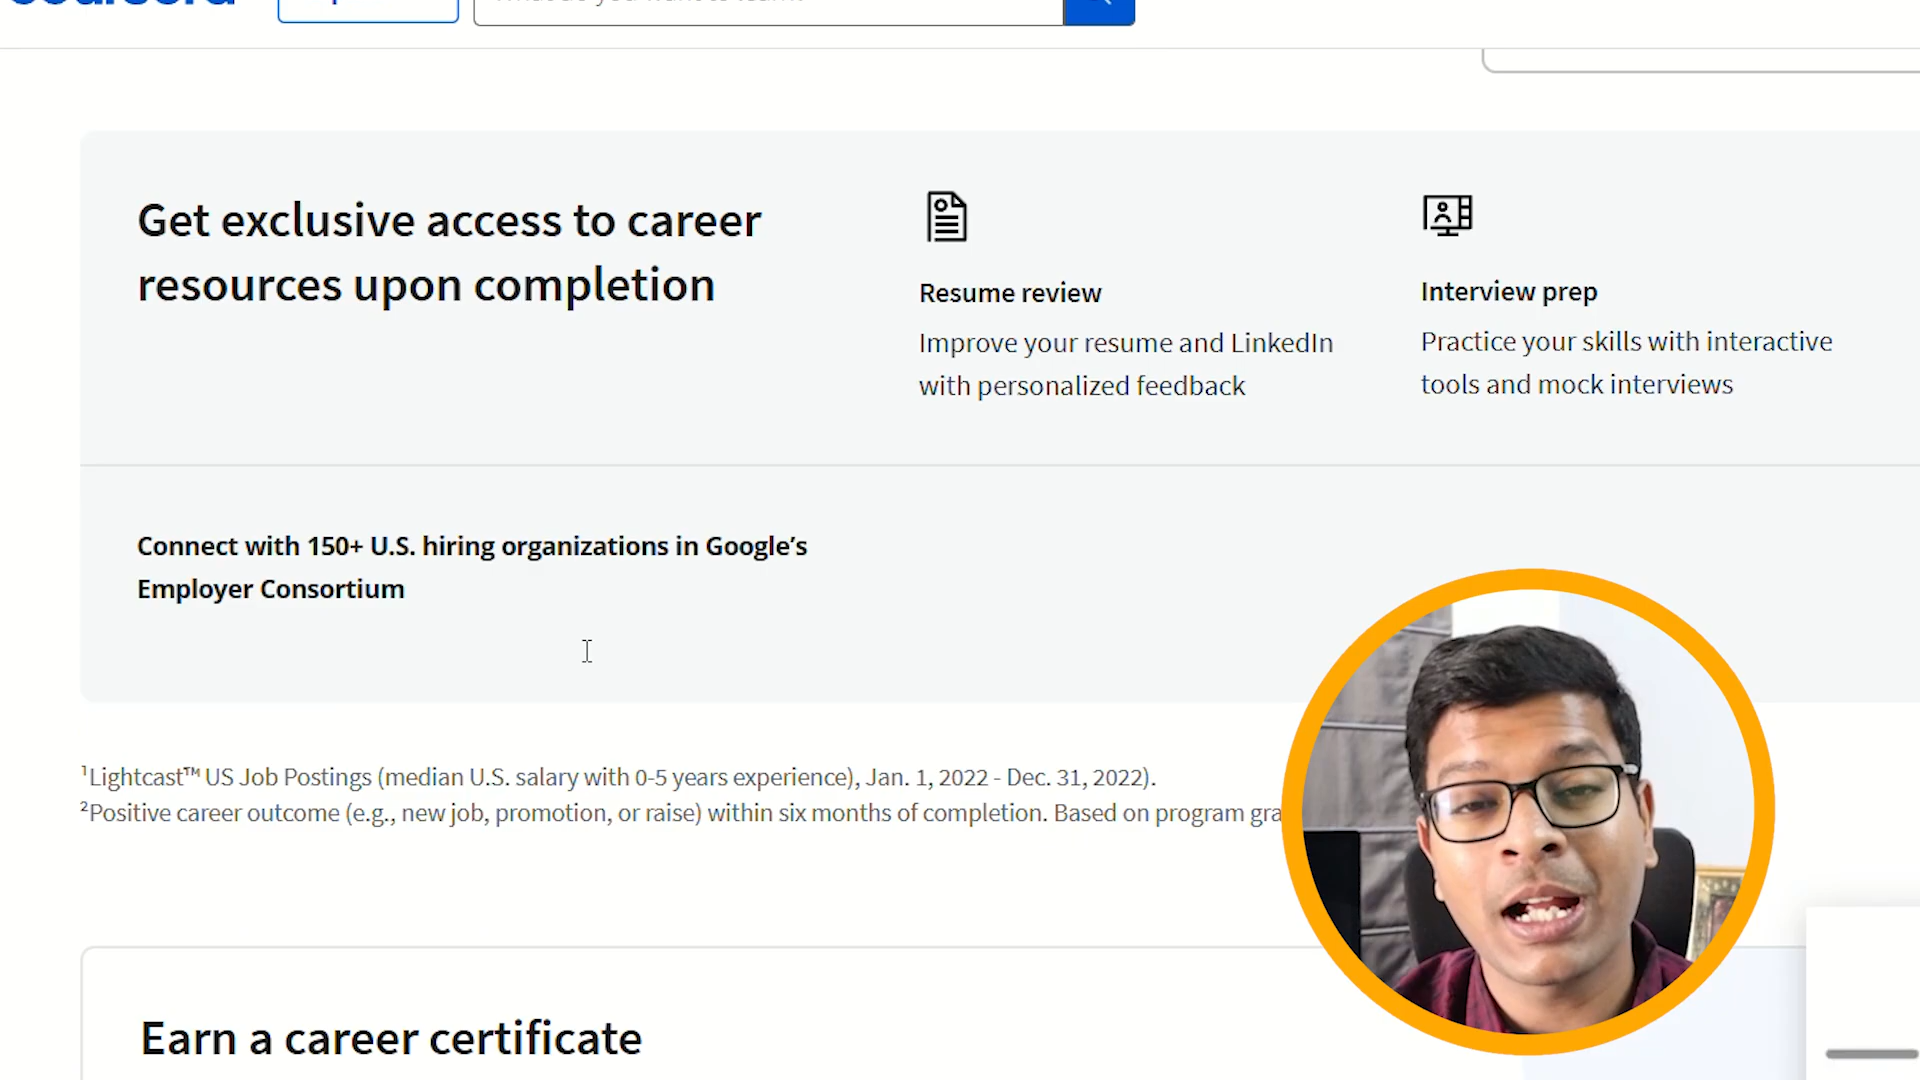 coursera
Get exclusive access to career
resources upon completion
Resume review
Improve your resume and LinkedIn
with personalized feedback
Interview prep
Practice your skills with interactive
tools and mock interviews
Connect with 150+ U.S. hiring organizations in Google’s
Employer Consortium
¹Lightcast™ US Job Postings (median U.S. salary with 0-5 years experience), Jan. 1, 2022 - Dec. 31, 2022).
²Positive career outcome (e.g., new job, promotion, or raise) within six months of completion. Based on program gra
Earn a career certificate